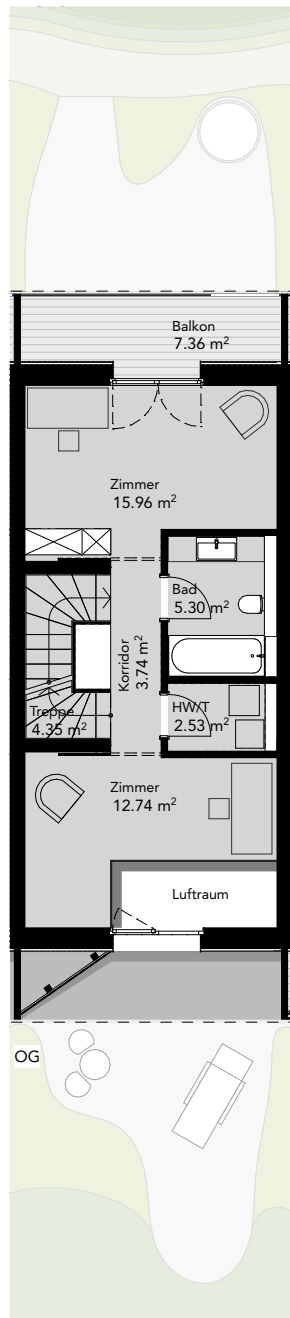 Balkon
7.36 m²
Zimmer
15.96 m²
Bad
5.30 m²
Korridor
3.74 m²
Treppe
4.35 m²
HW/T
2.53 m²
Zimmer
12.74 m²
Luftraum
OG